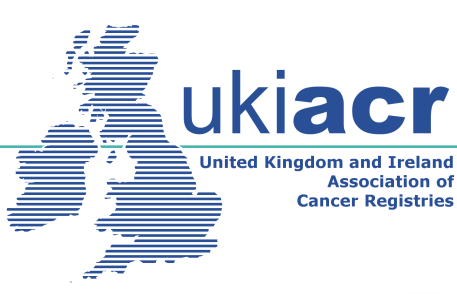 ukiacr
United Kingdom and Ireland
Association of
Cancer Registries